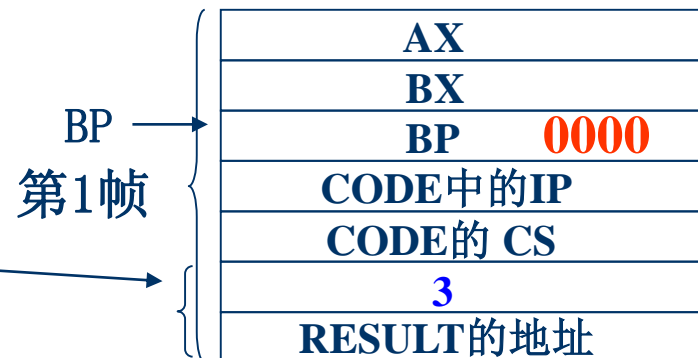 AX
BX
BP
BP 0000
第1帧
CODE中的IP
CODE的 CS
3
RESULT的地址